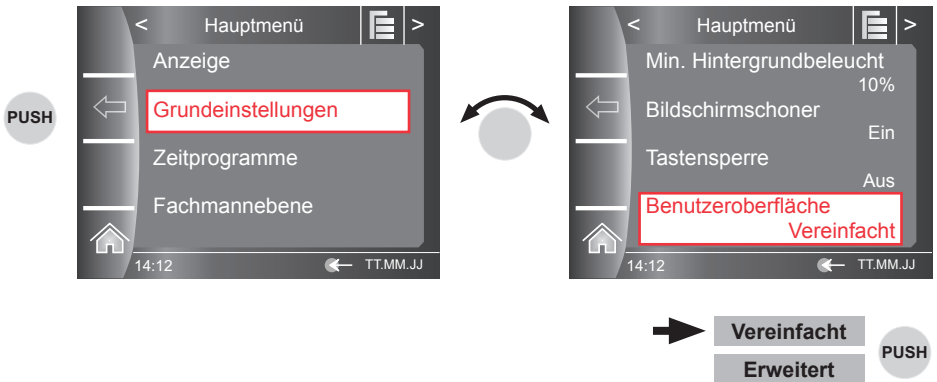 < Hauptmenü >
Anzeige
PUSH
Grundeinstellungen
Zeitprogramme
Fachmannebene
14:12 TT.MM.JJ
< Hauptmenü >
Min. Hintergrundbeleucht
10%
Bildschirmschoner
Ein
Tastensperre
Aus
Benutzeroberfläche
Vereinfacht
14:12 TT.MM.JJ
Vereinfacht
Erweitert
PUSH